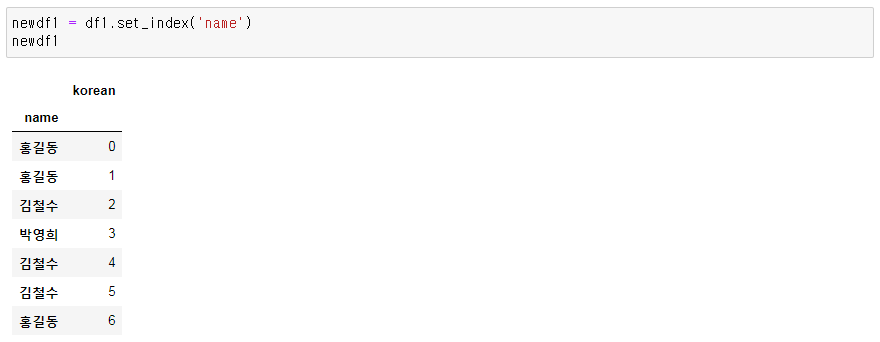 newdf1 = df1.set_index('name')
newdf1
korean
name
홍길동 0
홍길동 1
김철수 2
박영희 3
김철수 4
김철수 5
홍길동 6